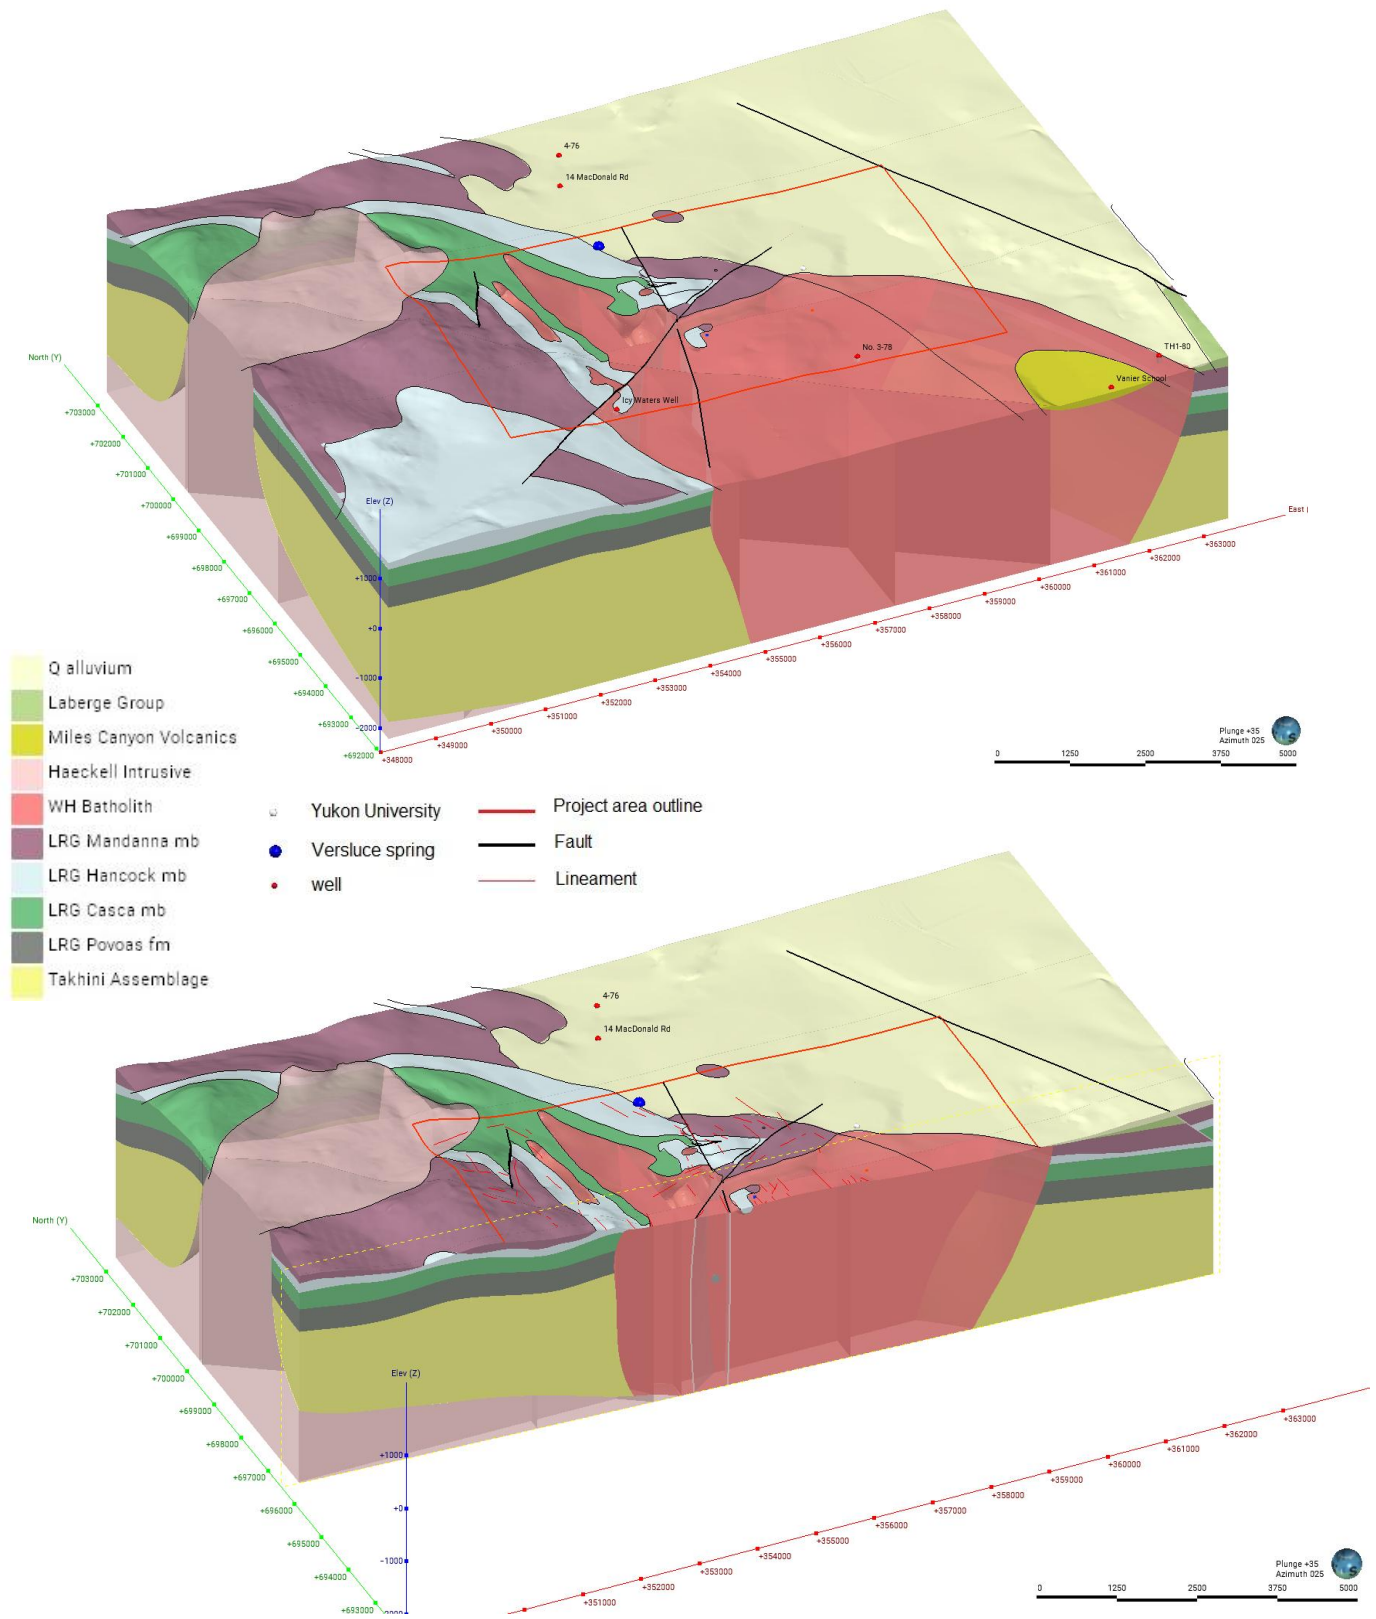 4-76
14 MacDonald Rd
No. 3-78
TH1-80
Vanier School
Icy Waters Well
North (Y)
+703000
+702000
+701000
+700000
+699000
+698000
+697000
+696000
+695000
+694000
+693000
+692000
Elev (Z)
+1000
+0
-1000
-2000
East (
+348000
+349000
+350000
+351000
+352000
+353000
+354000
+355000
+356000
+357000
+358000
+359000
+360000
+361000
+362000
+363000
Plunge +35
Azimuth 025
S
0 1250 2500 3750 5000
Q alluvium
Laberge Group
Miles Canyon Volcanics
Haeckell Intrusive
WH Batholith
LRG Mandanna mb
LRG Hancock mb
LRG Casca mb
LRG Povoas fm
Takhini Assemblage
Yukon University
Versluce spring
well
Project area outline
Fault
Lineament
4-76
14 MacDonald Rd
North (Y)
+703000
+702000
+701000
+700000
+699000
+698000
+697000
+696000
+695000
+694000
+693000
Elev (Z)
+1000
+0
-1000
+351000
+352000
+353000
+354000
+355000
+356000
+357000
+358000
+359000
+360000
+361000
+362000
+363000
Plunge +35
Azimuth 025
S
0 1250 2500 3750 5000